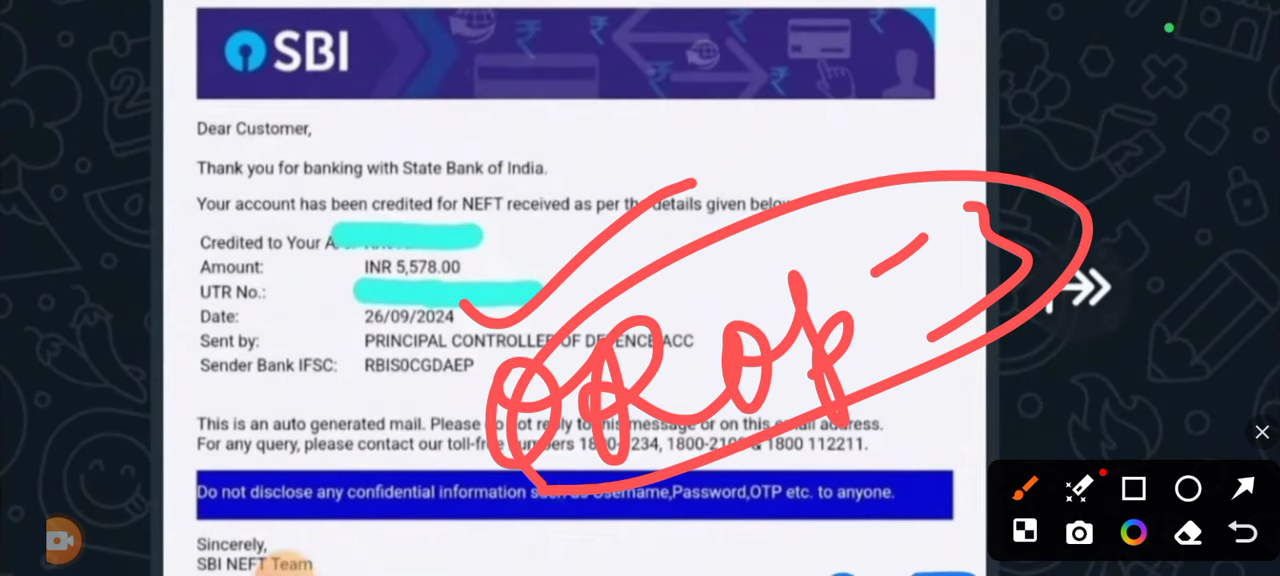 SBI
Dear Customer,
Thank you for banking with State Bank of India.
Your account has been credited for NEFT received as per the details given below
Credited to Your A
Amount: INR 5,578.00
UTR No.:
Date: 26/09/2024
Sent by: PRINCIPAL CONTROLLER OF DEFENCE ACC
Sender Bank IFSC: RBIS0CGDAEP
This is an auto generated mail. Please do not reply to this message or on this email address.
For any query, please contact our toll-free numbers 1234, 1800-210 & 1800 112211.
Do not disclose any confidential information such as Username,Password,OTP etc. to anyone.
Sincerely,
SBI NEFT Team
OROP